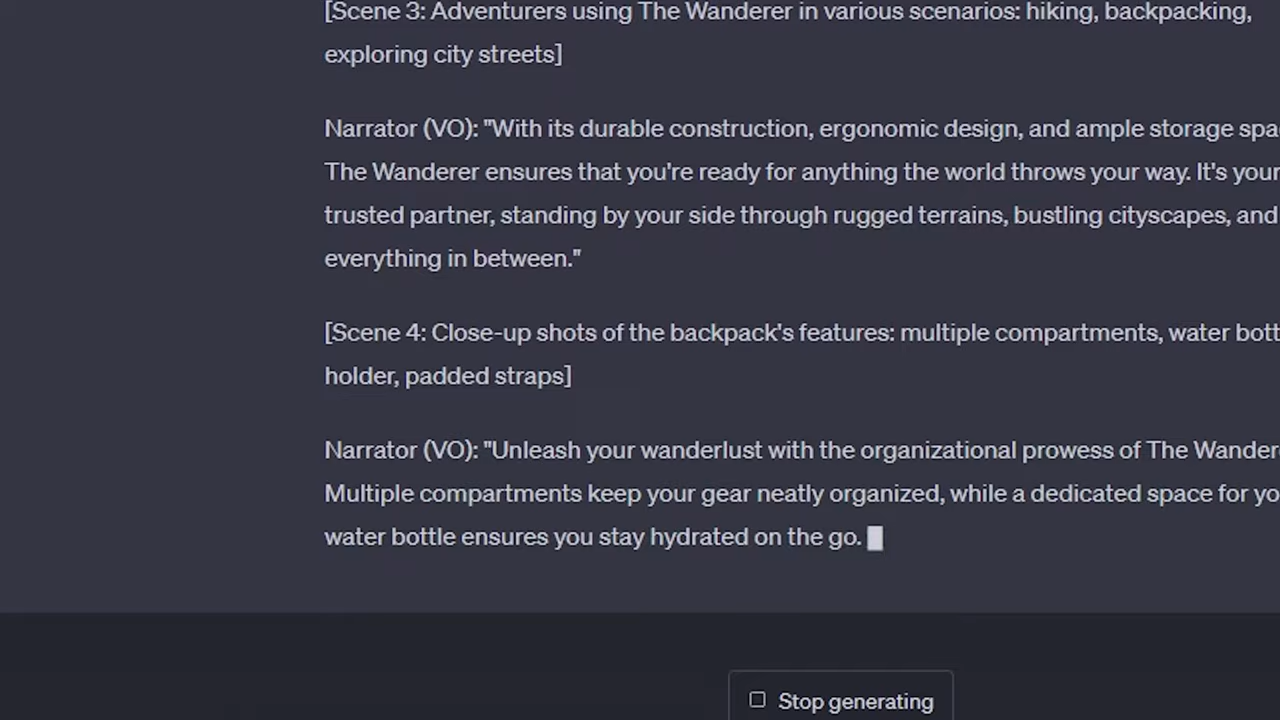 [Scene 3: Adventurers using The Wanderer in various scenarios: hiking, backpacking,
exploring city streets]
Narrator (VO): "With its durable construction, ergonomic design, and ample storage
The Wanderer ensures that you're ready for anything the world throws your way. It's your
trusted partner, standing by your side through rugged terrains, bustling cityscapes, and
everything in between."
[Scene 4: Close-up shots of the backpack's features: multiple compartments, water
holder, padded straps]
Narrator (VO): "Unleash your wanderlust with the organizational prowess of The
Multiple compartments keep your gear neatly organized, while a dedicated space for
water bottle ensures you stay hydrated on the go.
Stop generating